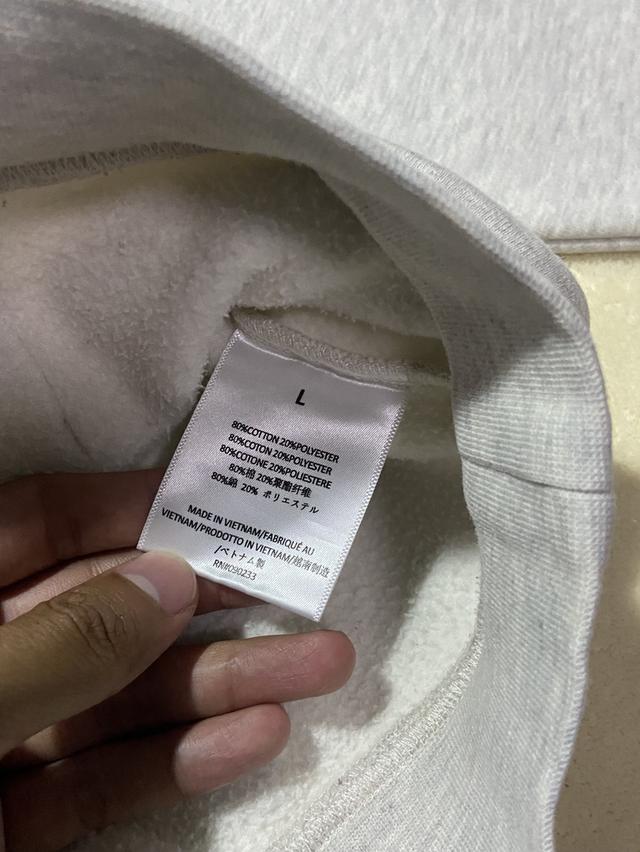 L
80%COTTON 20%POLYESTER
80%COTON 20%POLYESTER
80%COTONE 20%POLIESTERE
80%棉 20%聚酯纤维
80%綿 20% ポリエステル
MADE IN VIETNAM/FABRIQUÉ AU
VIETNAM/PRODOTTO IN VIETNAM/越南制造
/ベトナム製
RN#090233